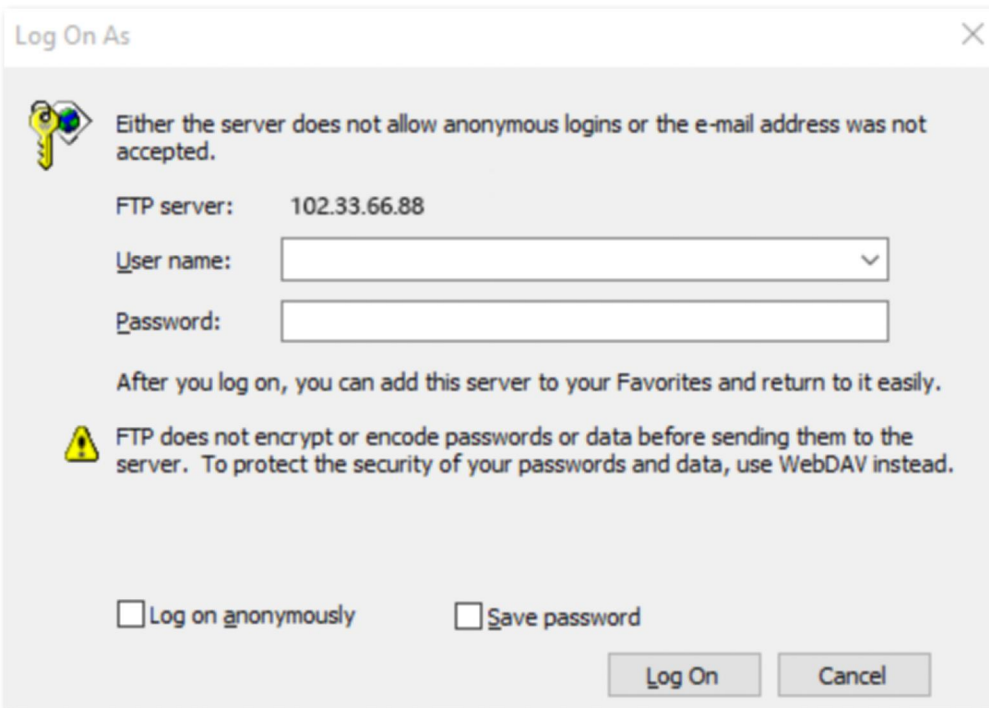 Log On As
Either the server does not allow anonymous logins or the e-mail address was not
accepted.
FTP server: 102.33.66.88
User name:
Password:
After you log on, you can add this server to your Favorites and return to it easily.
FTP does not encrypt or encode passwords or data before sending them to the
server. To protect the security of your passwords and data, use WebDAV instead.
Log on anonymously Save password
Log On Cancel